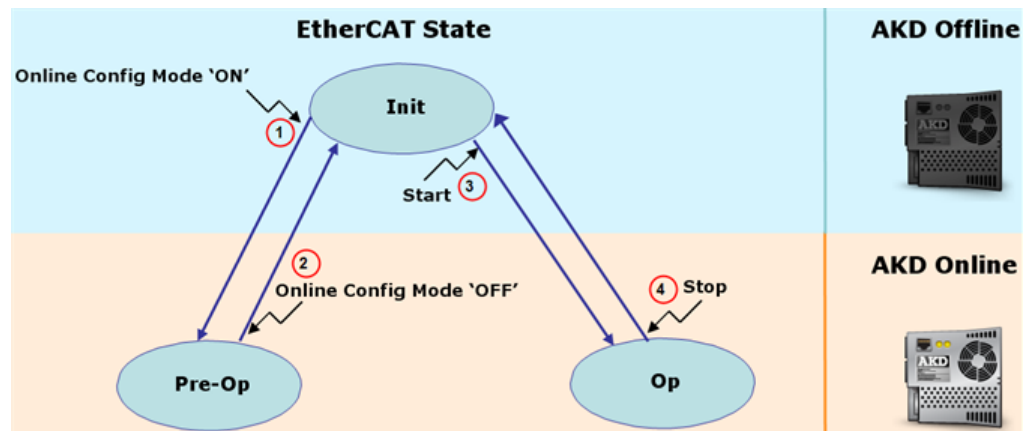 EtherCAT State
AKD Offline
Online Config Mode ‘ON’
Init
1
AKD
Start 3
2
AKD Online
Online Config Mode ‘OFF’
4 Stop
AKD
Pre-Op
Op